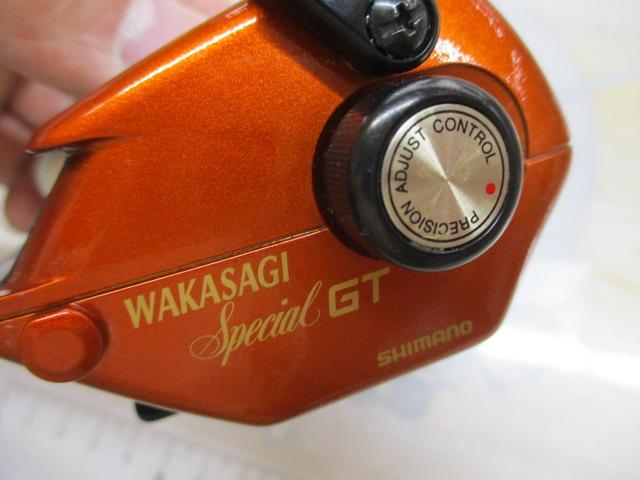 PRECISION ADJUST CONTROL
WAKASAGI
Special GT
SHIMANO